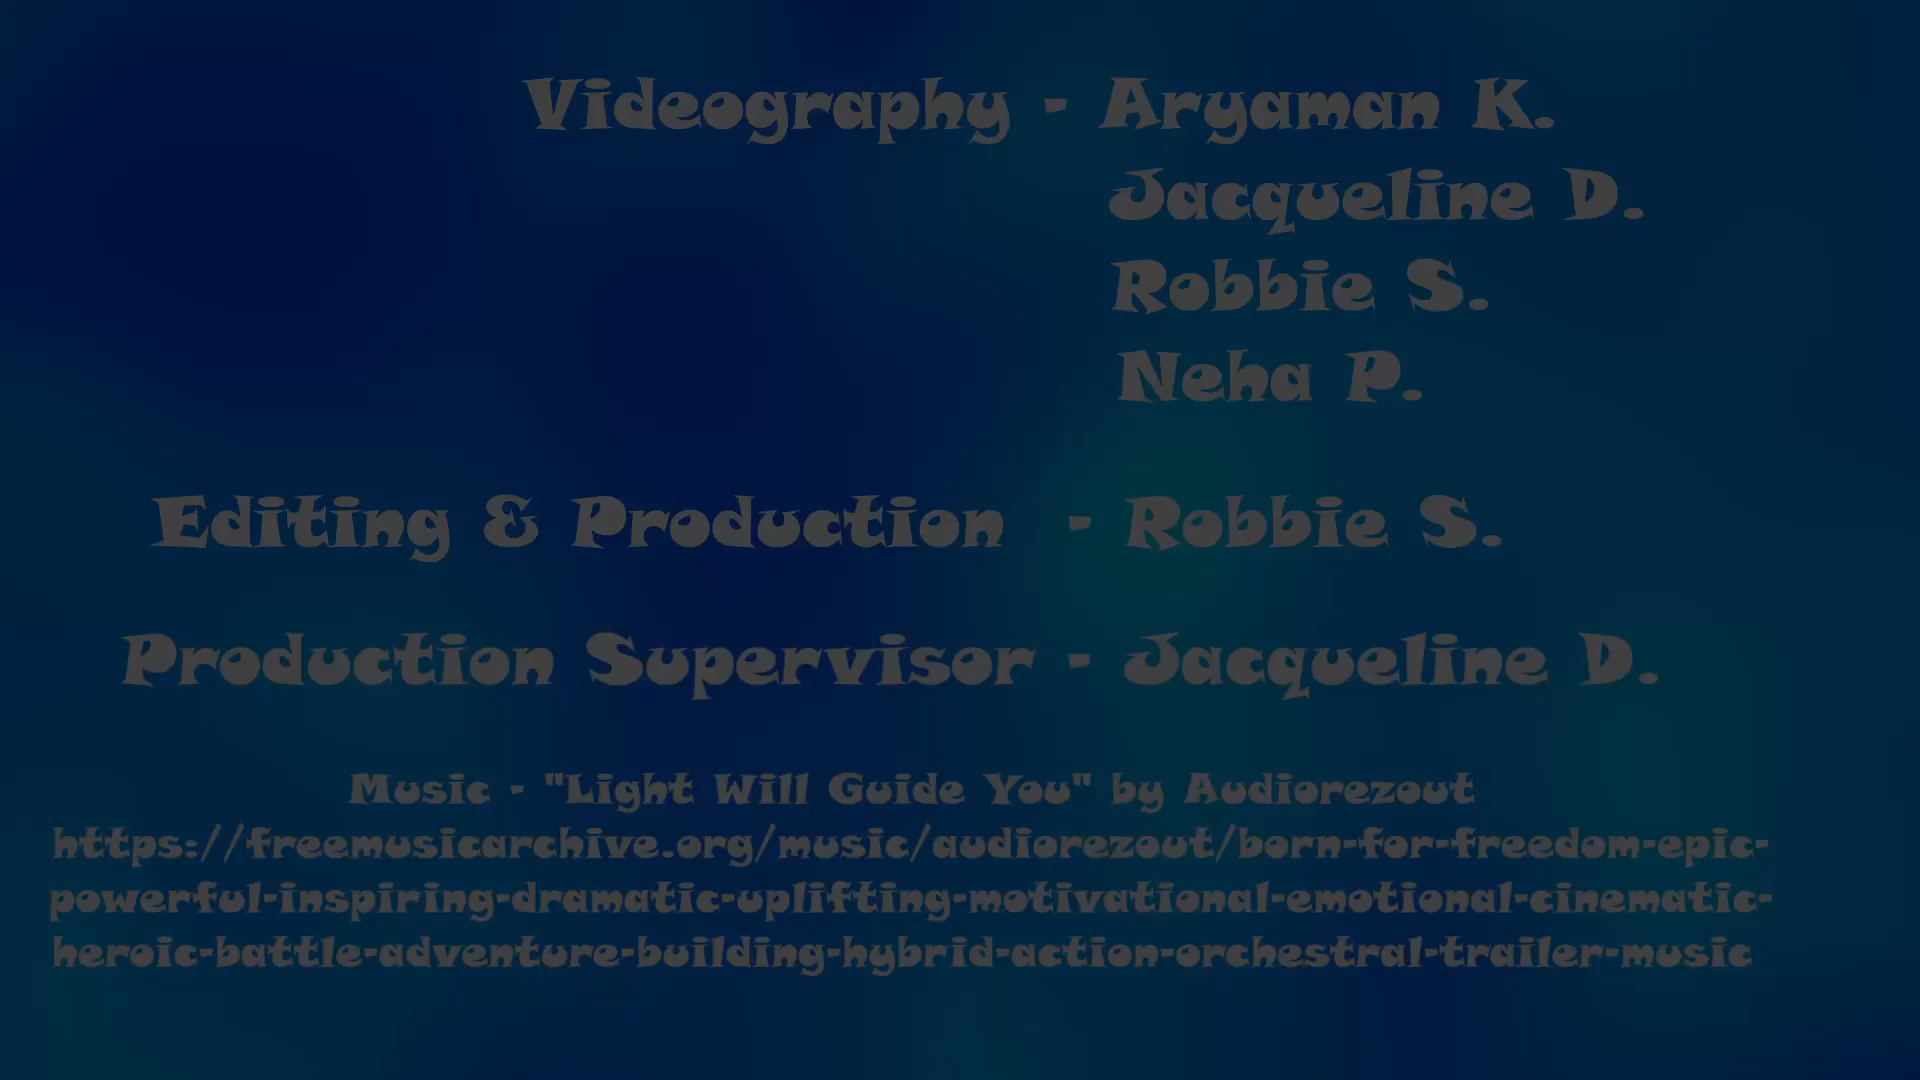 Videography - Aryaman K.
Jacqueline D.
Robbie S.
Neha P.
Editing & Production - Robbie S.
Production Supervisor - Jacqueline D.
Music - "Light Will Guide You" by Audiorezout
https://freemusicarchive.org/music/audiorezout/born-for-freedom-epic-
powerful-inspiring-dramatic-uplifting-motivational-emotional-cinematic-
heroic-battle-adventure-building-hybrid-action-orchestral-trailer-music